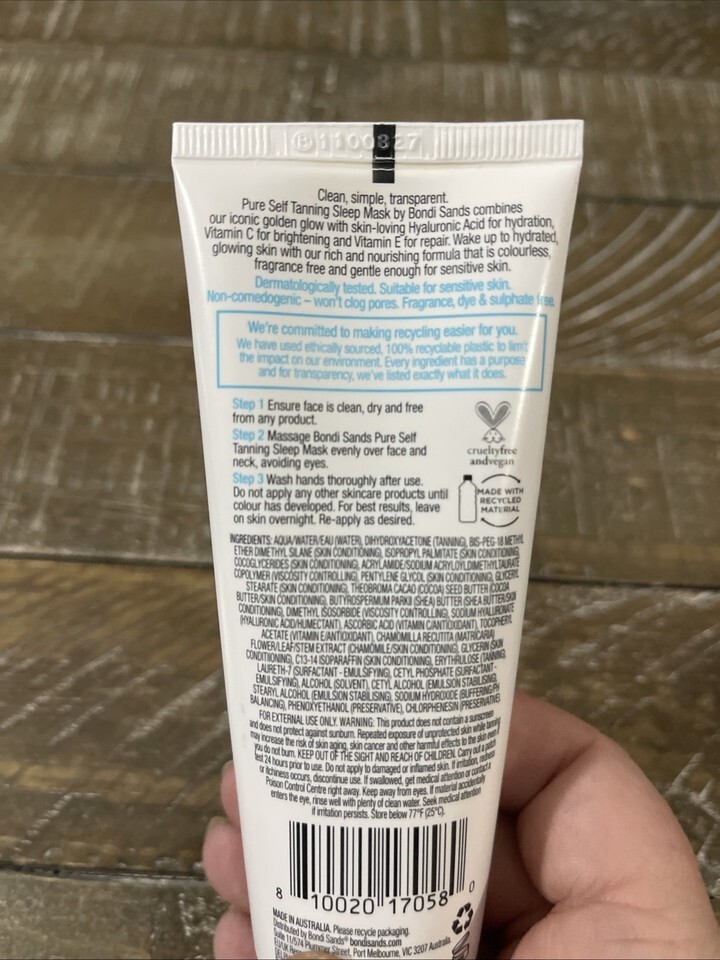 B1100327
Clean, simple, transparent.
Pure Self Tanning Sleep Mask by Bondi Sands combines
our iconic golden glow with skin-loving Hyaluronic Acid for hydration,
Vitamin C for brightening and Vitamin E for repair. Wake up to hydrated,
glowing skin with our rich and nourishing formula that is colourless,
fragrance free and gentle enough for sensitive skin.
Dermatologically tested. Suitable for sensitive skin.
Non-comedogenic – won't clog pores. Fragrance, dye & sulphate free.
We're committed to making recycling easier for you.
We have used ethically sourced, 100% recyclable plastic to limit
the impact on our environment. Every ingredient has a purpose
and for transparency, we've listed exactly what it does.
Step 1 Ensure face is clean, dry and free
from any product.
Step 2 Massage Bondi Sands Pure Self
Tanning Sleep Mask evenly over face and
neck, avoiding eyes.
Step 3 Wash hands thoroughly after use.
Do not apply any other skincare products until
colour has developed. For best results, leave
on skin overnight. Re-apply as desired.
crueltyfree
andvegan
MADE WITH
RECYCLED
MATERIAL
INGREDIENTS: AQUA/WATER/EAU (WATER), DIHYDROXYACETONE (TANNING), BIS-PEG-18 METHYL
ETHER DIMETHYL SILANE (SKIN CONDITIONING), ISOPROPYL PALMITATE (SKIN CONDITIONING),
COCOGLYCERIDES (SKIN CONDITIONING), ACRYLAMIDE/SODIUM ACRYLOYLDIMETHYLTAURATE
COPOLYMER (VISCOSITY CONTROLLING), PENTYLENE GLYCOL (SKIN CONDITIONING), GLYCERYL
STEARATE (SKIN CONDITIONING), THEOBROMA CACAO (COCOA) SEED BUTTER (COCOA
BUTTER/SKIN CONDITIONING), BUTYROSPERMUM PARKII (SHEA) BUTTER (SHEA BUTTER/SKIN
CONDITIONING), DIMETHYL ISOSORBIDE (VISCOSITY CONTROLLING), SODIUM HYALURONATE
(HYALURONIC ACID/HUMECTANT), ASCORBIC ACID (VITAMIN C/ANTIOXIDANT), TOCOPHERYL
ACETATE (VITAMIN E/ANTIOXIDANT), CHAMOMILLA RECUTITA (MATRICARIA)
FLOWER/LEAF/STEM EXTRACT (CHAMOMILE/SKIN CONDITIONING), GLYCERIN (SKIN
CONDITIONING), C13-14 ISOPARAFFIN (SKIN CONDITIONING), ERYTHRULOSE (TANNING),
LAURETH-7 (SURFACTANT - EMULSIFYING), CETYL PHOSPHATE (SURFACTANT -
EMULSIFYING), ALCOHOL (SOLVENT), CETYL ALCOHOL (EMULSION STABILISING),
STEARYL ALCOHOL (EMULSION STABILISING), SODIUM HYDROXIDE (BUFFERING/PH
BALANCING), PHENOXYETHANOL (PRESERVATIVE), CHLORPHENESIN (PRESERVATIVE).
FOR EXTERNAL USE ONLY. WARNING: This product does not contain a sunscreen
and does not protect against sunburn. Repeated exposure of unprotected skin while tanning
may increase the risk of skin aging, skin cancer and other harmful effects to the skin even if
you do not burn. KEEP OUT OF THE SIGHT AND REACH OF CHILDREN. Carry out a patch
test 24 hours prior to use. Do not apply to damaged or inflamed skin. If irritation, redness
or itchiness occurs, discontinue use. If swallowed, get medical attention or contact a
Poison Control Centre right away. Keep away from eyes. If material accidentally
enters the eye, rinse well with plenty of clean water. Seek medical attention
if irritation persists. Store below 77°F (25°C).
8 10020 17058 0
MADE IN AUSTRALIA. Please recycle packaging.
Distributed by Bondi Sands® bondisands.com
Suite 11/574 Plummer Street, Port Melbourne, VIC 3207 Australia